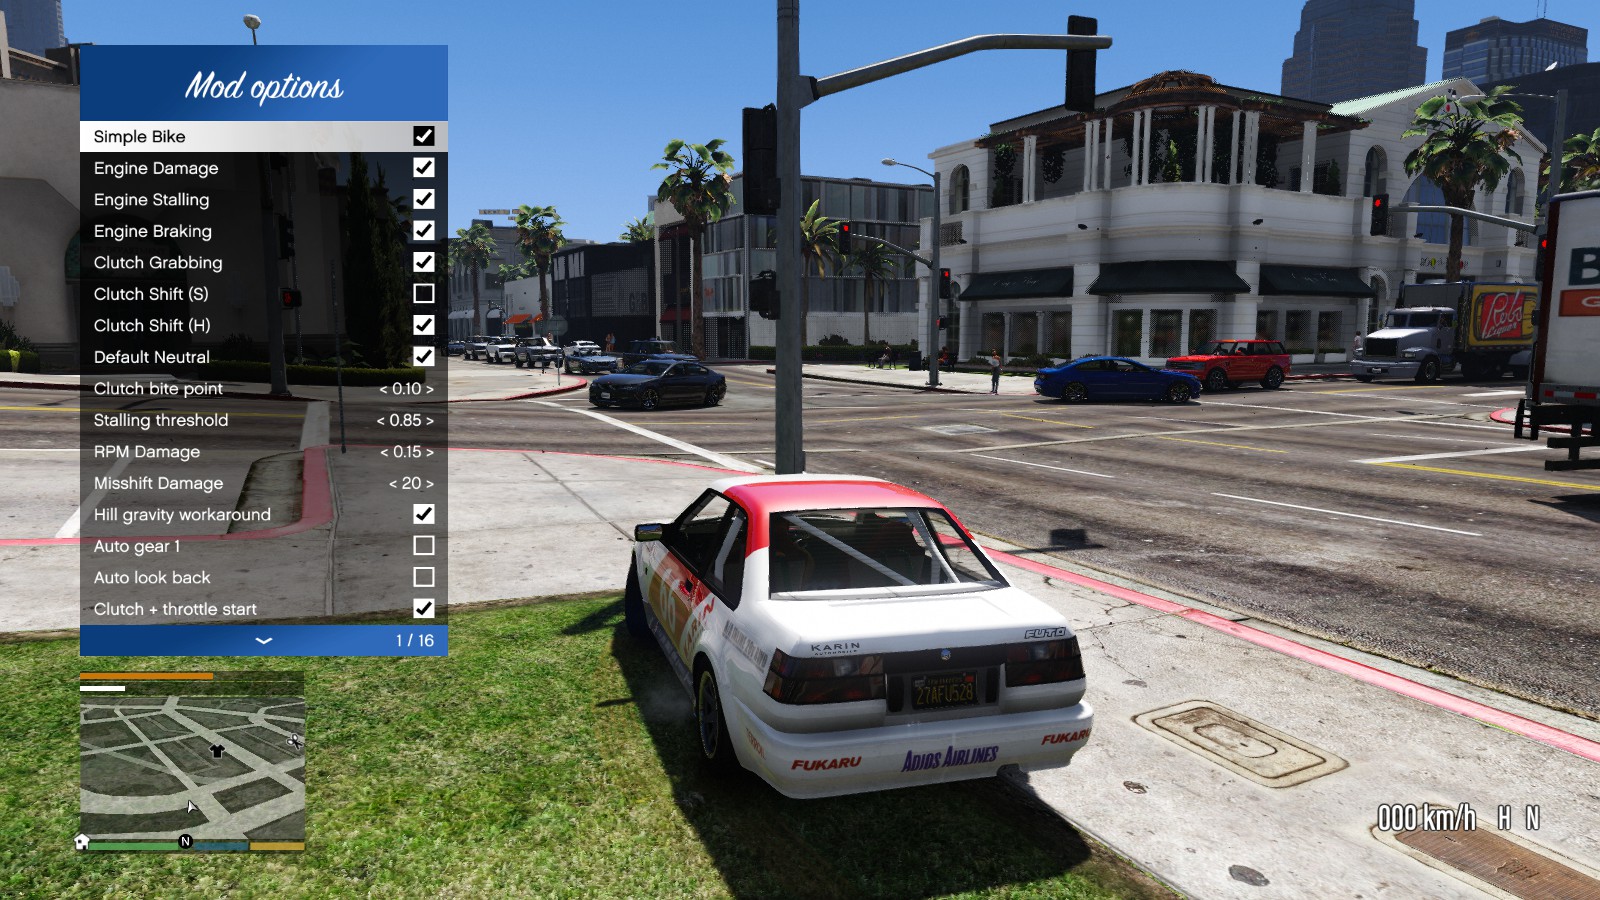 Mod options
Simple Bike
Engine Damage
Engine Stalling
Engine Braking
Clutch Grabbing
Clutch Shift (S)
Clutch Shift (H)
Default Neutral
Clutch bite point < 0.10 >
Stalling threshold < 0.85 >
RPM Damage < 0.15 >
Misshift Damage < 20 >
Hill gravity workaround
Auto gear 1
Auto look back
Clutch + throttle start
1 / 16
N
KARIN
FUTO
27AFU528
FUKARU
ADIOS AIRLINES
FUKARU
000 km/h H N